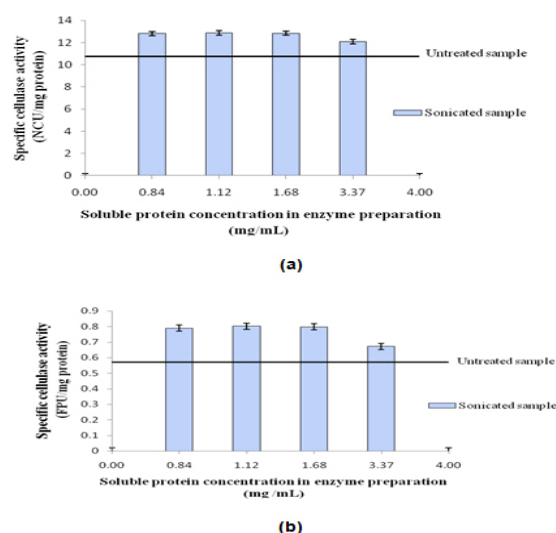 Specific cellulase activity
(NCU/mg protein)
14
12
10
8
6
4
2
0
Untreated sample
Sonicated sample
0.00 0.84 1.12 1.68 3.37 4.00
Soluble protein concentration in enzyme preparation
(mg/mL)
(a)
Specific cellulase activity
(FPU/mg protein)
0.9
0.8
0.7
0.6
0.5
0.4
0.3
0.2
0.1
0
Untreated sample
Sonicated sample
0.00 0.84 1.12 1.68 3.37 4.00
Soluble protein concentration in enzyme preparation
(mg /mL)
(b)